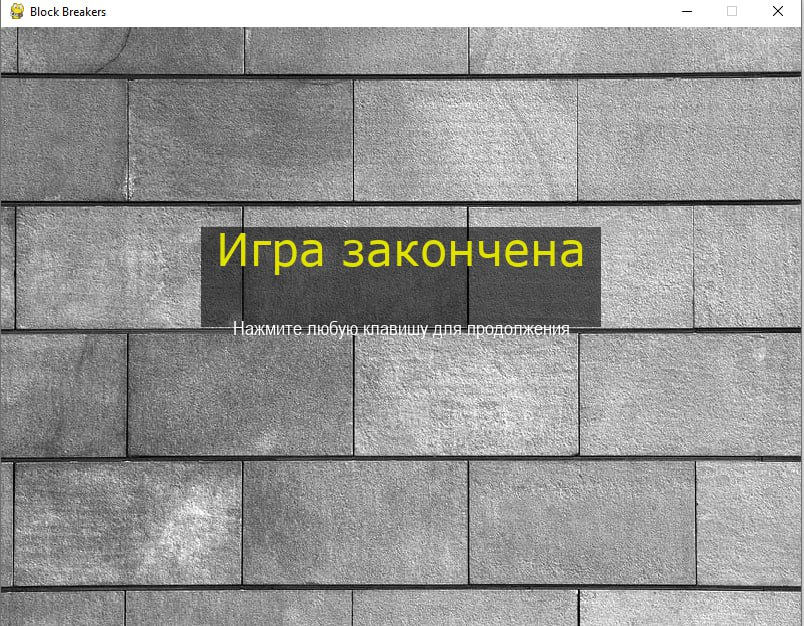 Block Breakers
Игра закончена
Нажмите любую клавишу для продолжения